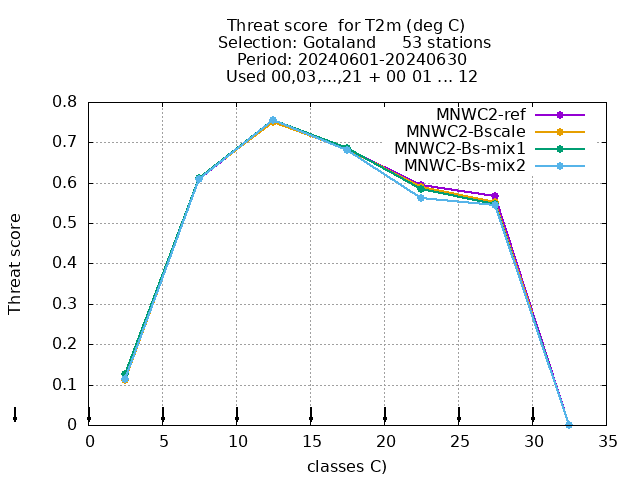 Threat score  for T2m (deg C)
Selection: Gotaland     53 stations
Period: 20240601-20240630
Used 00,03,...,21 + 00 01 ... 12
MNWC2-ref
MNWC2-Bscale
MNWC2-Bs-mix1
MNWC-Bs-mix2
Threat score
0.8
0.7
0.6
0.5
0.4
0.3
0.2
0.1
0
0 5 10 15 20 25 30 35
classes C)